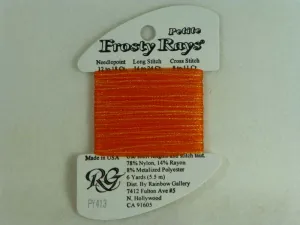 Petite
Frosty Rays®
Needlepoint Long Stitch Cross Stitch
Made in USA
78% Nylon, 14% Rayon
8% Metalized Polyester
RG
6 Yards (5.5 m)
Dist. By Rainbow Gallery
7412 Fulton Ave #5
PY413
N. Hollywood
CA 91605